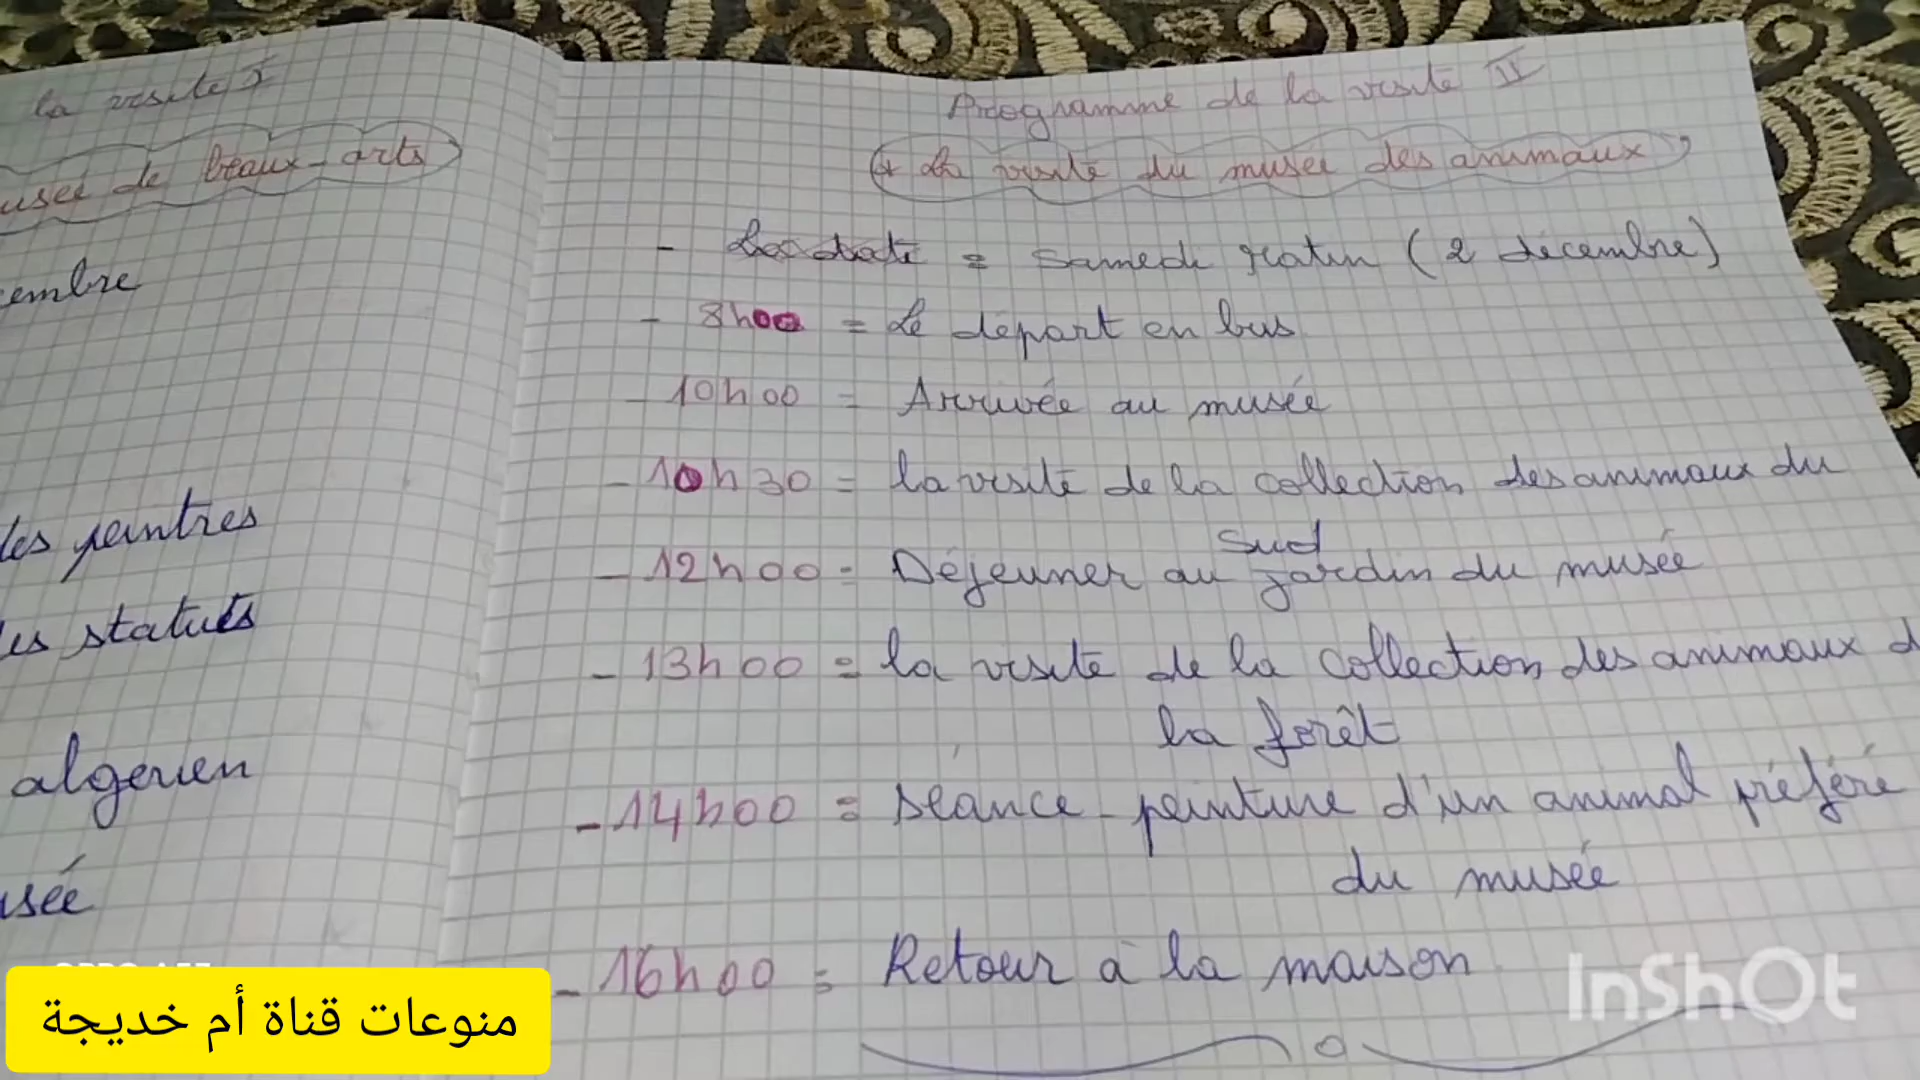 la visite I
usée de beaux-arts
embre
les peintres
es statues
algerien
usée
Programme de la visite II
* La visite du musée des animaux
- La date = Samedi matin (2 décembre)
- 8h00 = Le départ en bus
- 10h00 = Arrivée au musée
- 10h30 = la visite de la collection des animaux du
Sud
- 12h00 = Déjeuner au jardin du musée
- 13h00 = la visite de la collection des animaux d
la forêt
- 14h00 = séance peinture d'un animal préféré
du musée
- 16h00 = Retour à la maison
منوعات قناة أم خديجة
InShOt